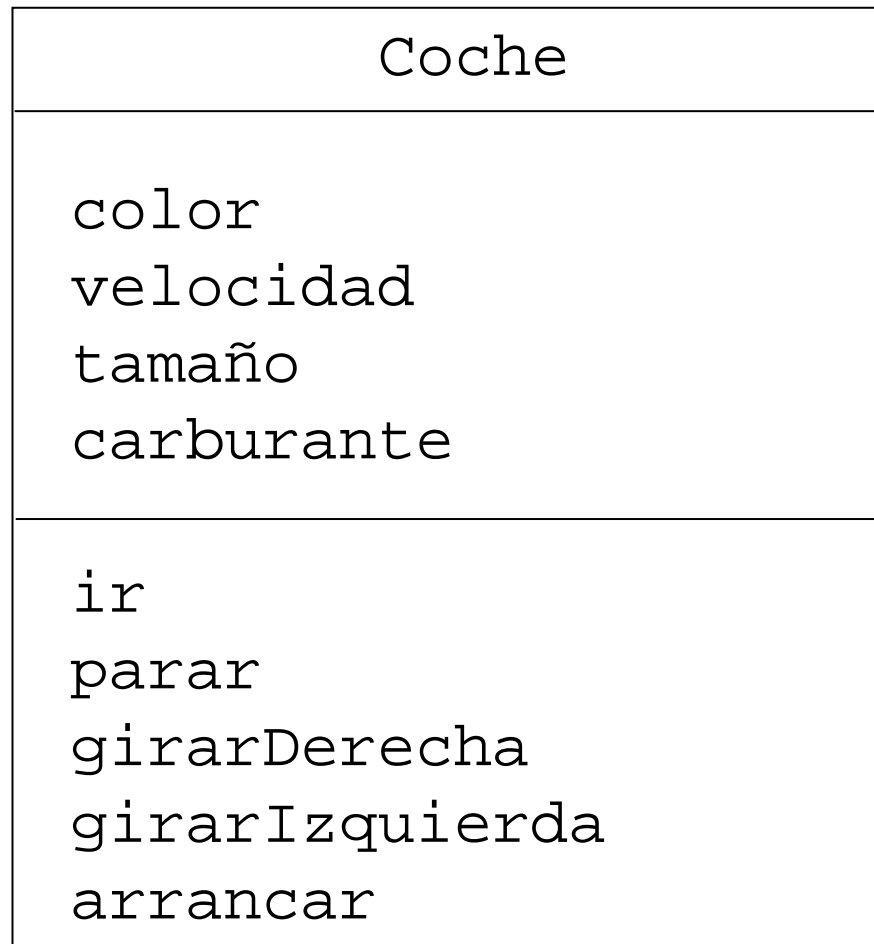 Coche
color
velocidad
tamaño
carburante
ir
parar
girarDerecha
girarIzquierda
arrancar